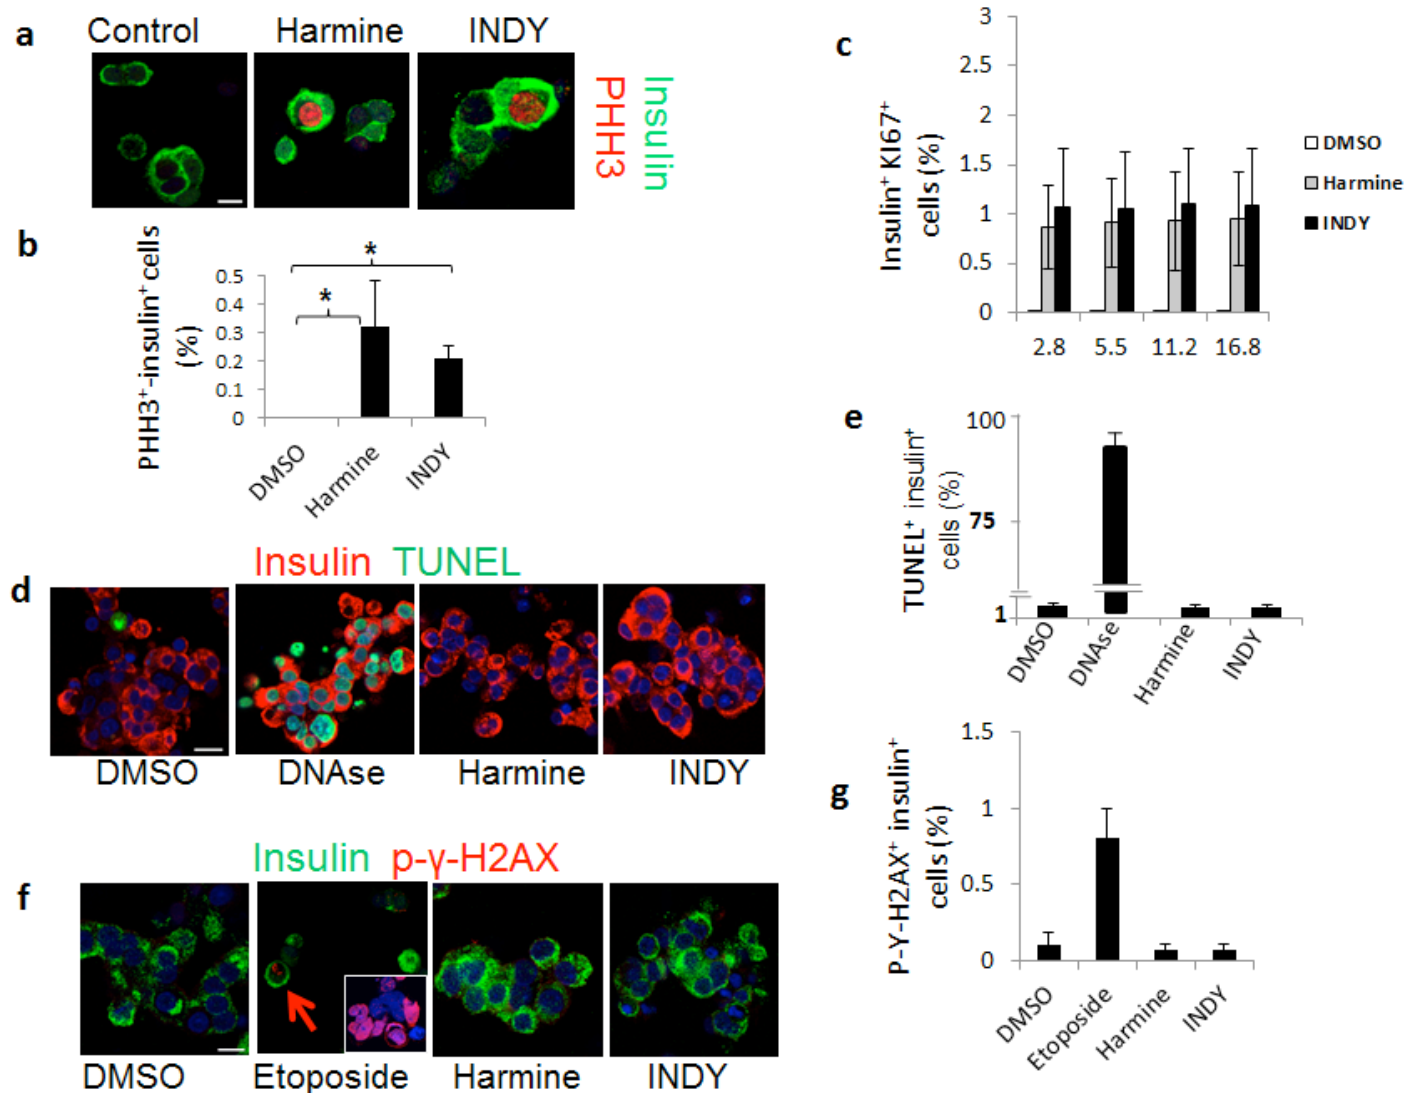 a
Control
Harmine
INDY
PHH3
Insulin
b
PHH3⁺-insulin⁺ cells
(%)
0.5
0.4
0.3
0.2
0.1
0
*
*
DMSO
Harmine
INDY
c
Insulin⁺ KI67⁺
cells (%)
3
2.5
2
1.5
1
0.5
0
2.8
5.5
11.2
16.8
DMSO
Harmine
INDY
d
Insulin TUNEL
DMSO
DNAse
Harmine
INDY
e
TUNEL⁺ insulin⁺
cells (%)
100
75
1
DMSO
DNAse
Harmine
INDY
f
Insulin p-γ-H2AX
DMSO
Etoposide
Harmine
INDY
g
P-Y-H2AX⁺ insulin⁺
cells (%)
1.5
1
0.5
0
DMSO
Etoposide
Harmine
INDY